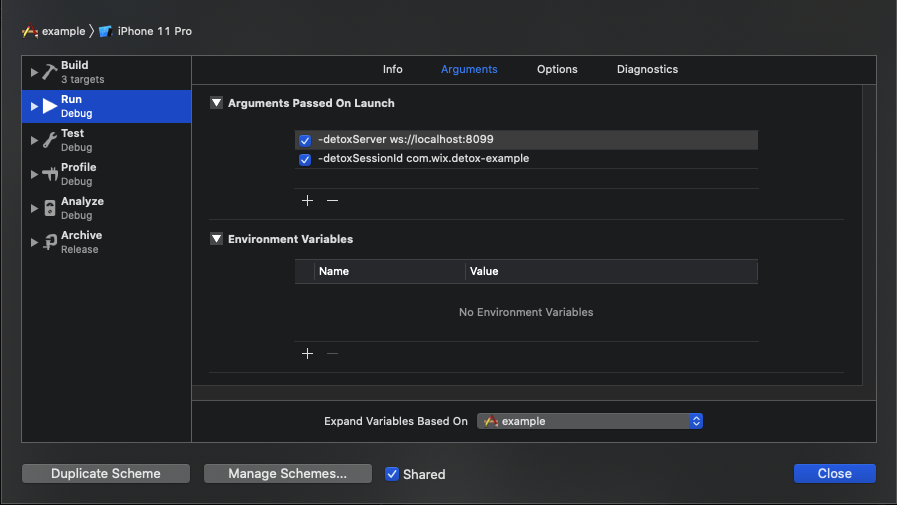 example 〉 iPhone 11 Pro
Build
3 targets
Run
Debug
Test
Debug
Profile
Debug
Analyze
Debug
Archive
Release
Info Arguments Options Diagnostics
Arguments Passed On Launch
-detoxServer ws://localhost:8099
-detoxSessionId com.wix.detox-example
Environment Variables
Name Value
No Environment Variables
Expand Variables Based On example
Duplicate Scheme Manage Schemes... Shared Close